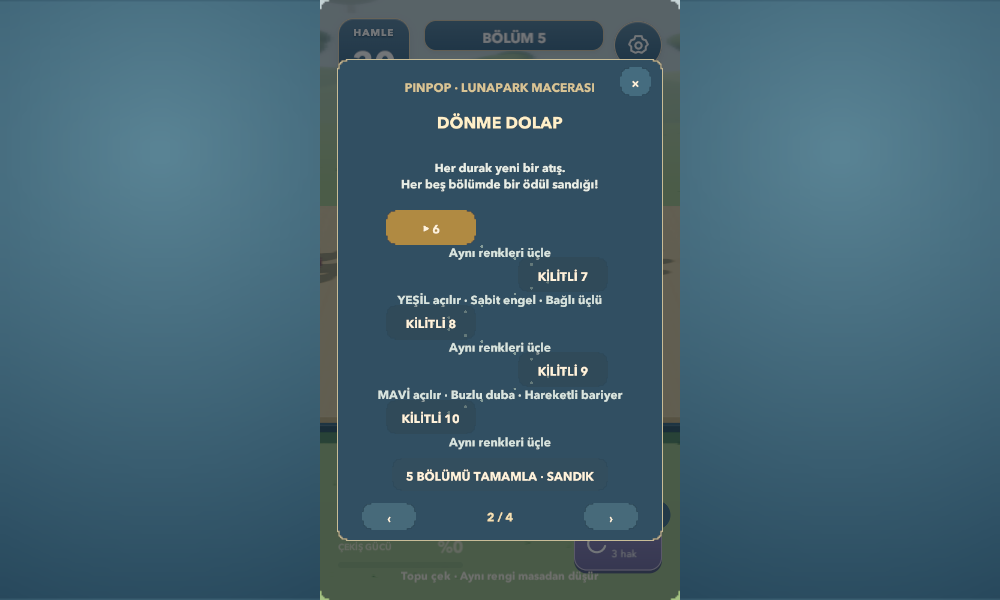 HAMLE
BÖLÜM 5
PINPOP · LUNAPARK MACERASI
×
DÖNME DOLAP
Her durak yeni bir atış.
Her beş bölümde bir ödül sandığı!
▸ 6
Aynı renkleri üçle
KİLİTLİ 7
YEŞİL açılır · Sabit engel · Bağlı üçlü
KİLİTLİ 8
Aynı renkleri üçle
KİLİTLİ 9
MAVİ açılır · Buzlu duba · Hareketli bariyer
KİLİTLİ 10
Aynı renkleri üçle
5 BÖLÜMÜ TAMAMLA · SANDIK
‹ 2 / 4 ›
ÇEKİŞ GÜCÜ %0
3 hak
Topu çek · Aynı rengi masadan düşür